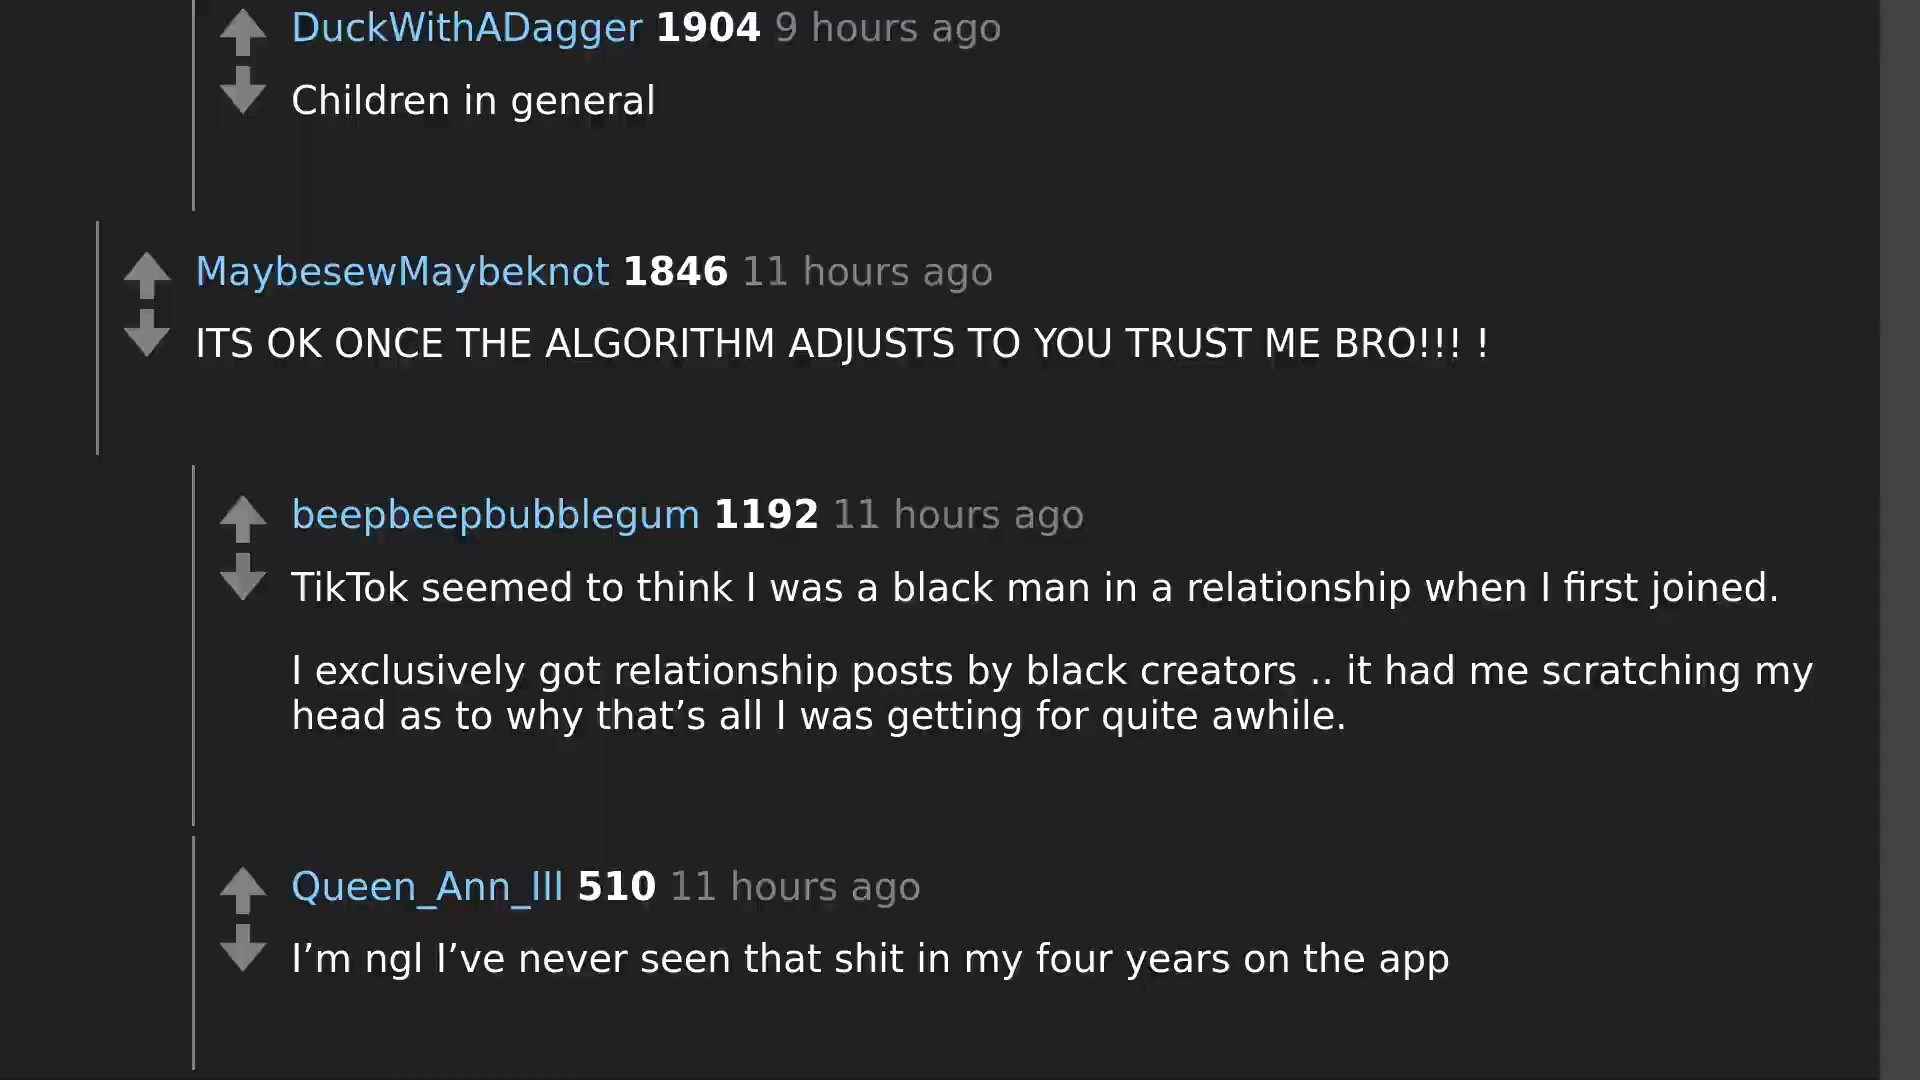 DuckWithADagger 1904 9 hours ago
Children in general
MaybesewMaybeknot 1846 11 hours ago
ITS OK ONCE THE ALGORITHM ADJUSTS TO YOU TRUST ME BRO!!! !
beepbeepbubblegum 1192 11 hours ago
TikTok seemed to think I was a black man in a relationship when I first joined.
I exclusively got relationship posts by black creators .. it had me scratching my
head as to why that’s all I was getting for quite awhile.
Queen_Ann_III 510 11 hours ago
I’m ngl I’ve never seen that shit in my four years on the app